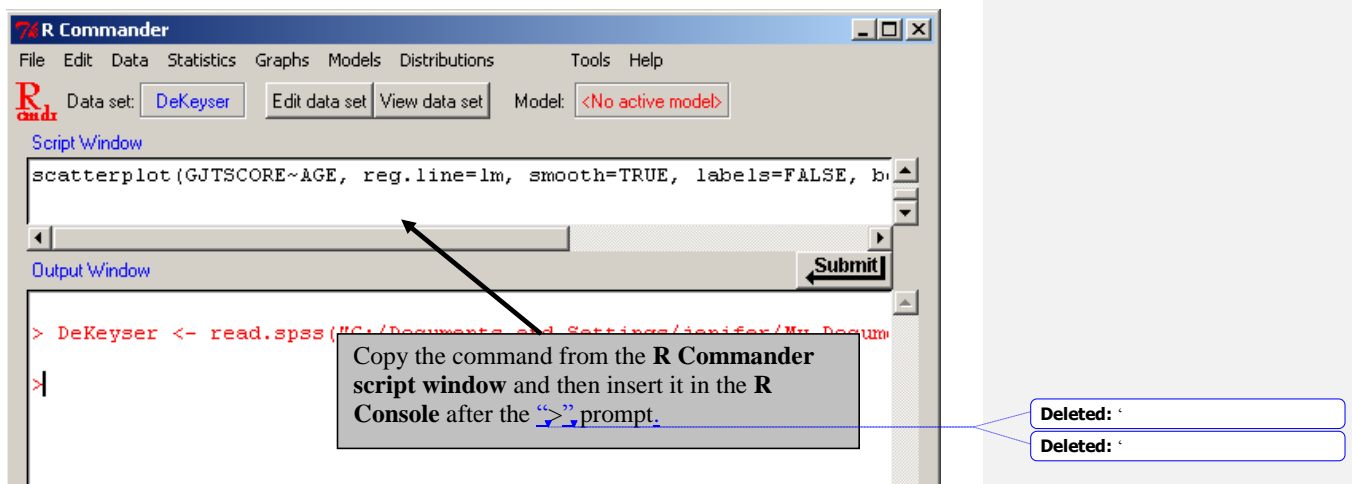 R Commander
File Edit Data Statistics Graphs Models Distributions Tools Help
R cmdr Data set: DeKeyser Edit data set View data set Model: <No active model>
Script Window
scatterplot(GJTSCORE~AGE, reg.line=lm, smooth=TRUE, labels=FALSE,
Output Window
Submit
> DeKeyser <- read.spss("C:/Documents and Settings/jenifer/My
>
Copy the command from the R Commander
script window and then insert it in the R
Console after the “>” prompt.
Deleted: ‘
Deleted: ‘